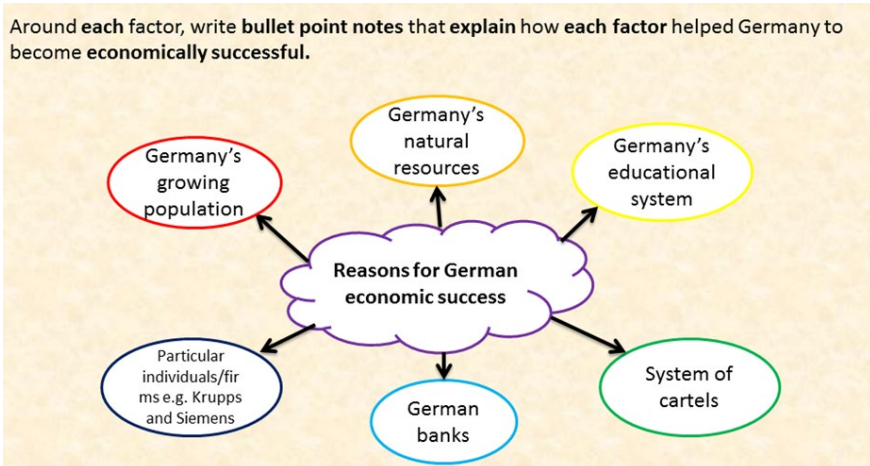 Around each factor, write bullet point notes that explain how each factor helped Germany to
become economically successful.
Germany's
natural
resources
Germany's
growing
population
Germany's
educational
system
Reasons for German
economic success
Particular
individuals/fir
ms e.g. Krupps
and Siemens
German
banks
System of
cartels